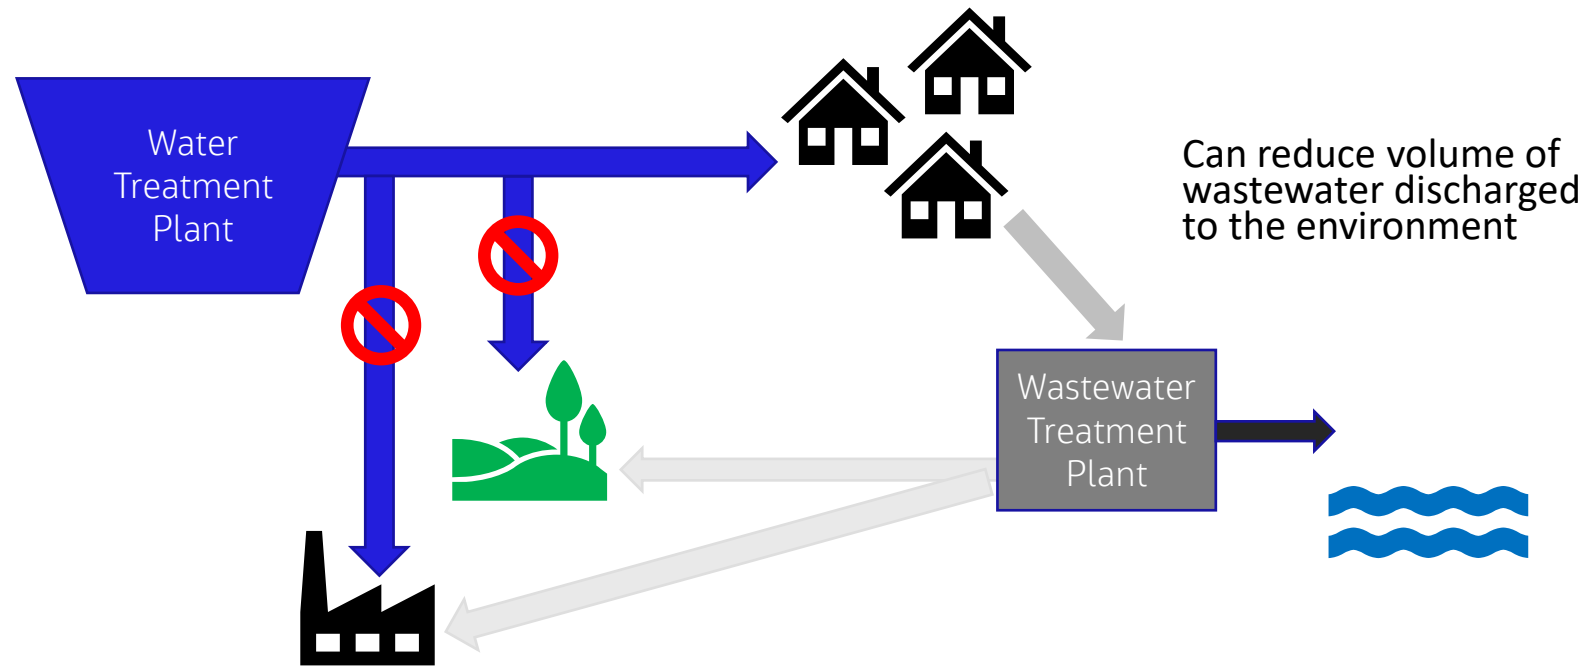 Water
Treatment
Plant
Can reduce volume of
wastewater discharged
to the environment
Wastewater
Treatment
Plant